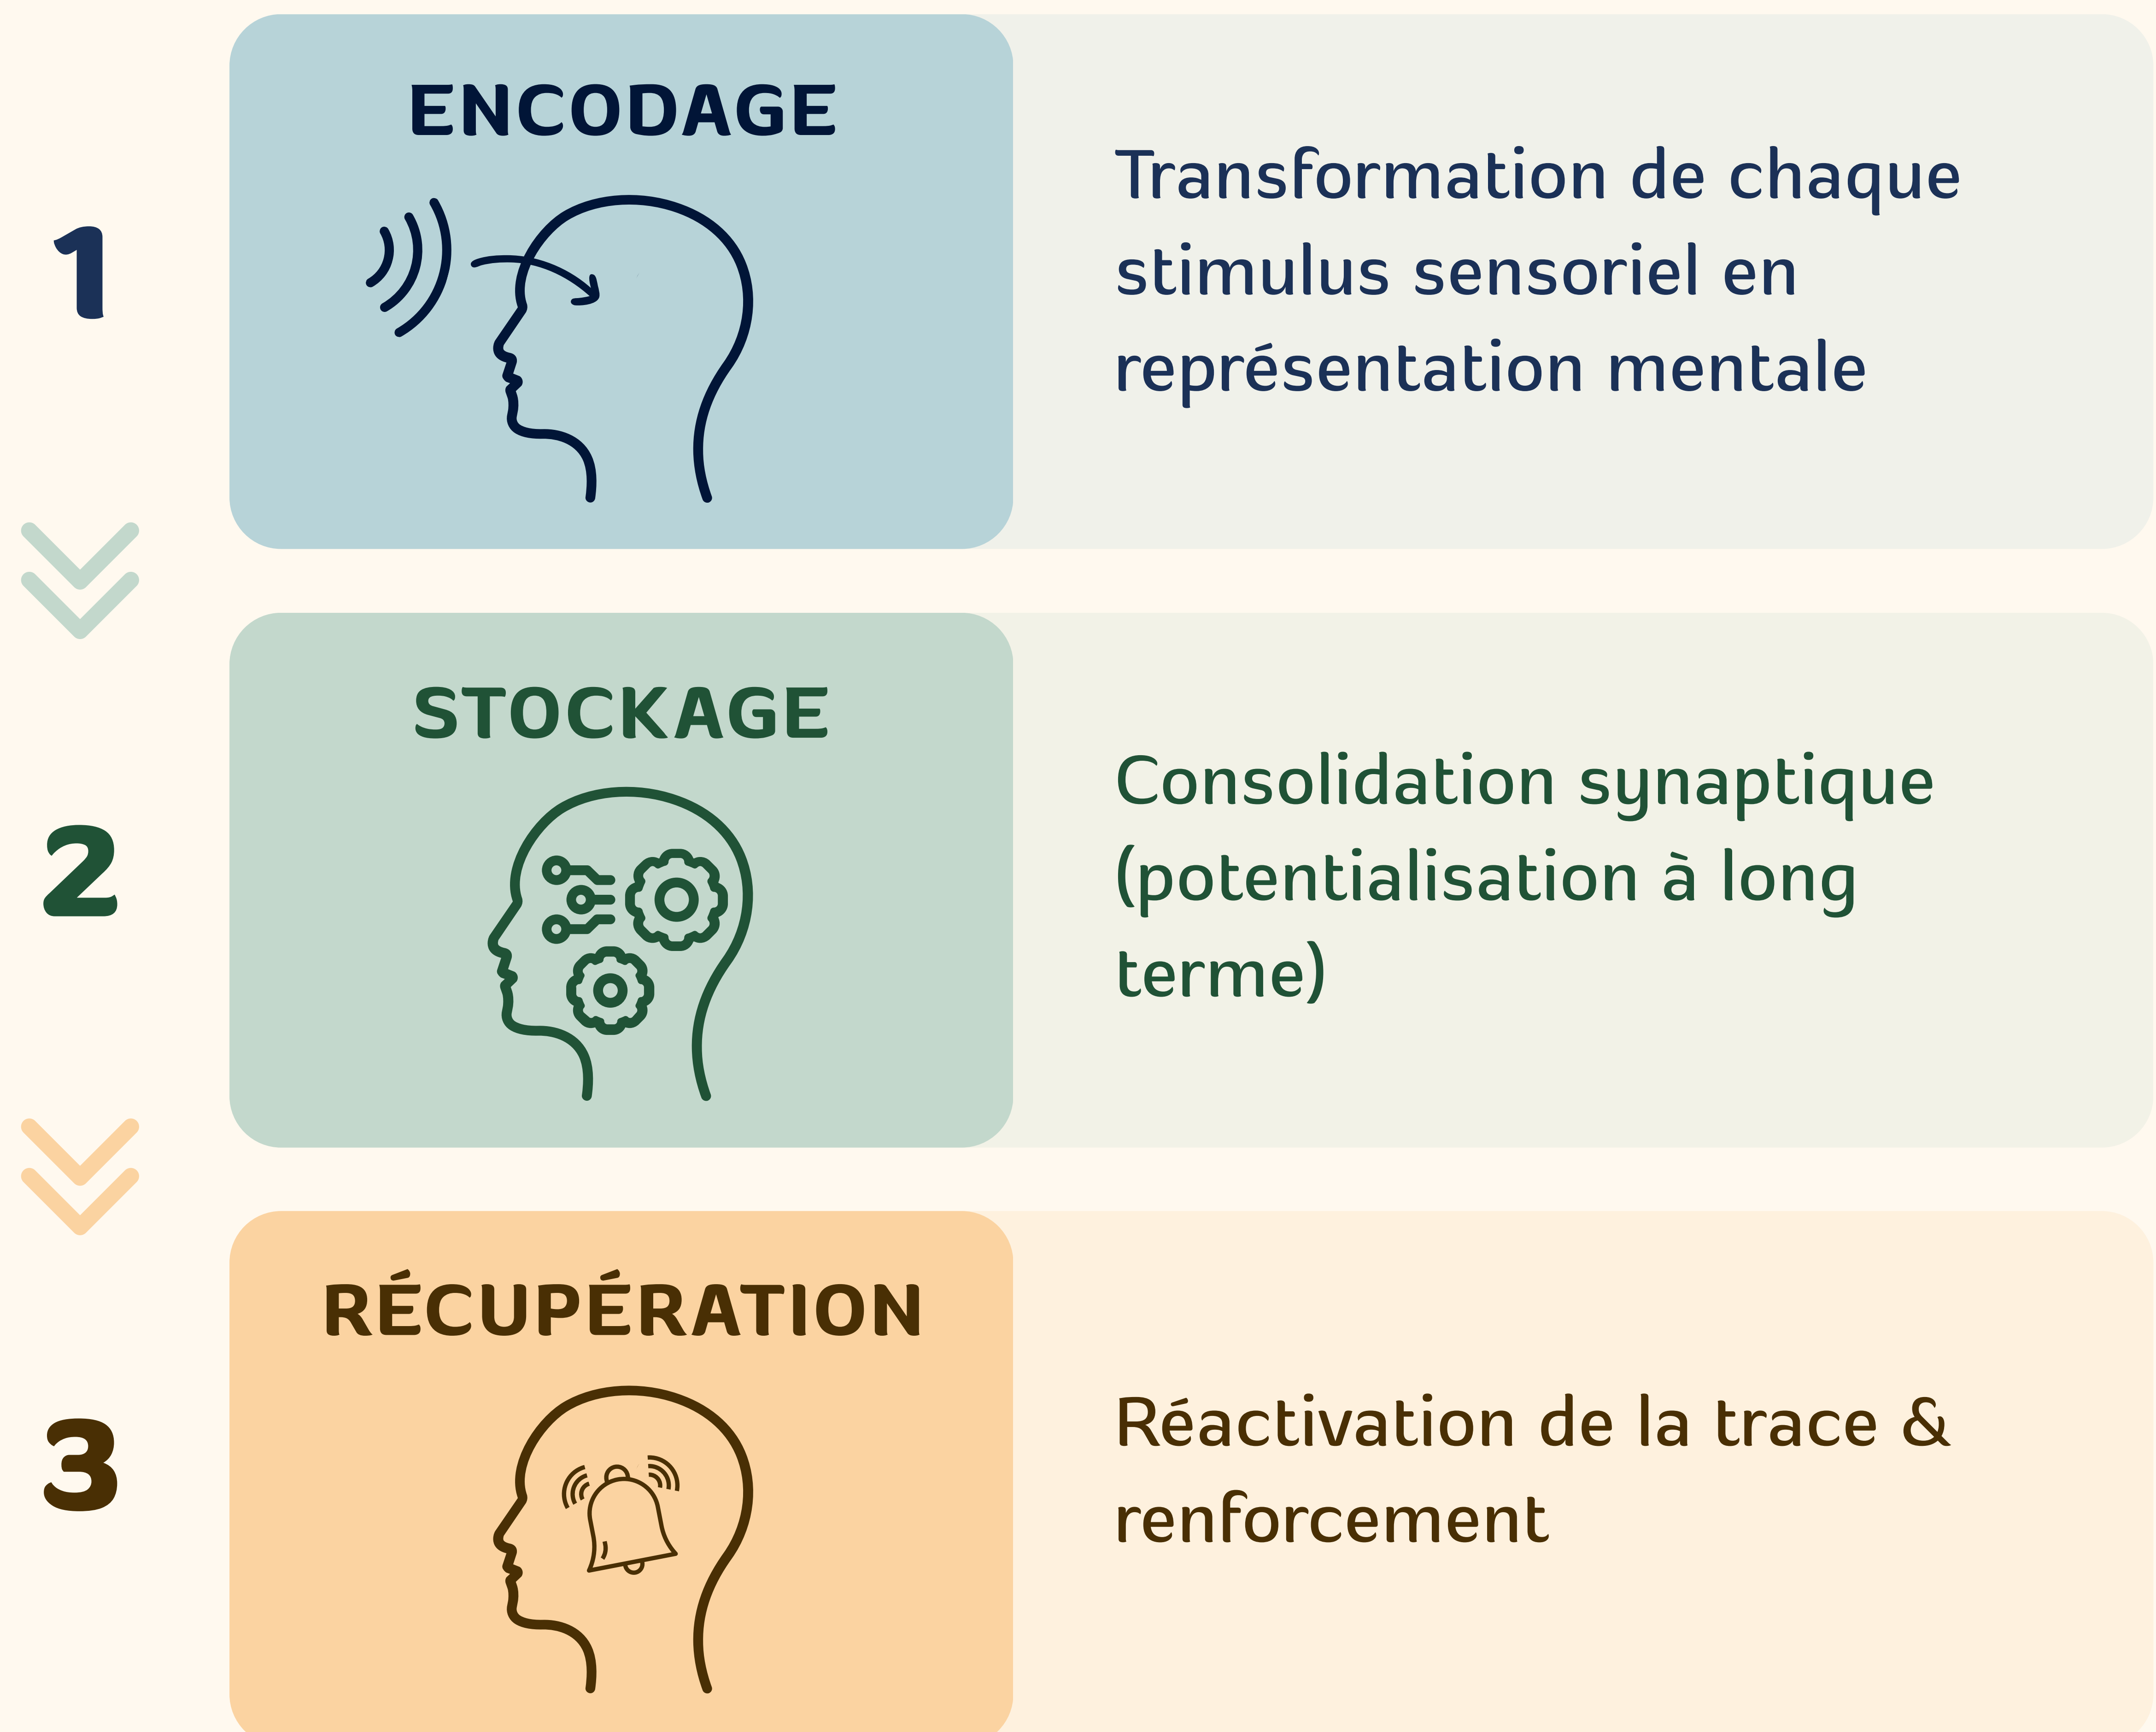 1
ENCODAGE
Transformation de chaque
stimulus sensoriel en
représentation mentale
2
STOCKAGE
Consolidation synaptique
(potentialisation à long
terme)
3
RÉCUPÉRATION
Réactivation de la trace &
renforcement